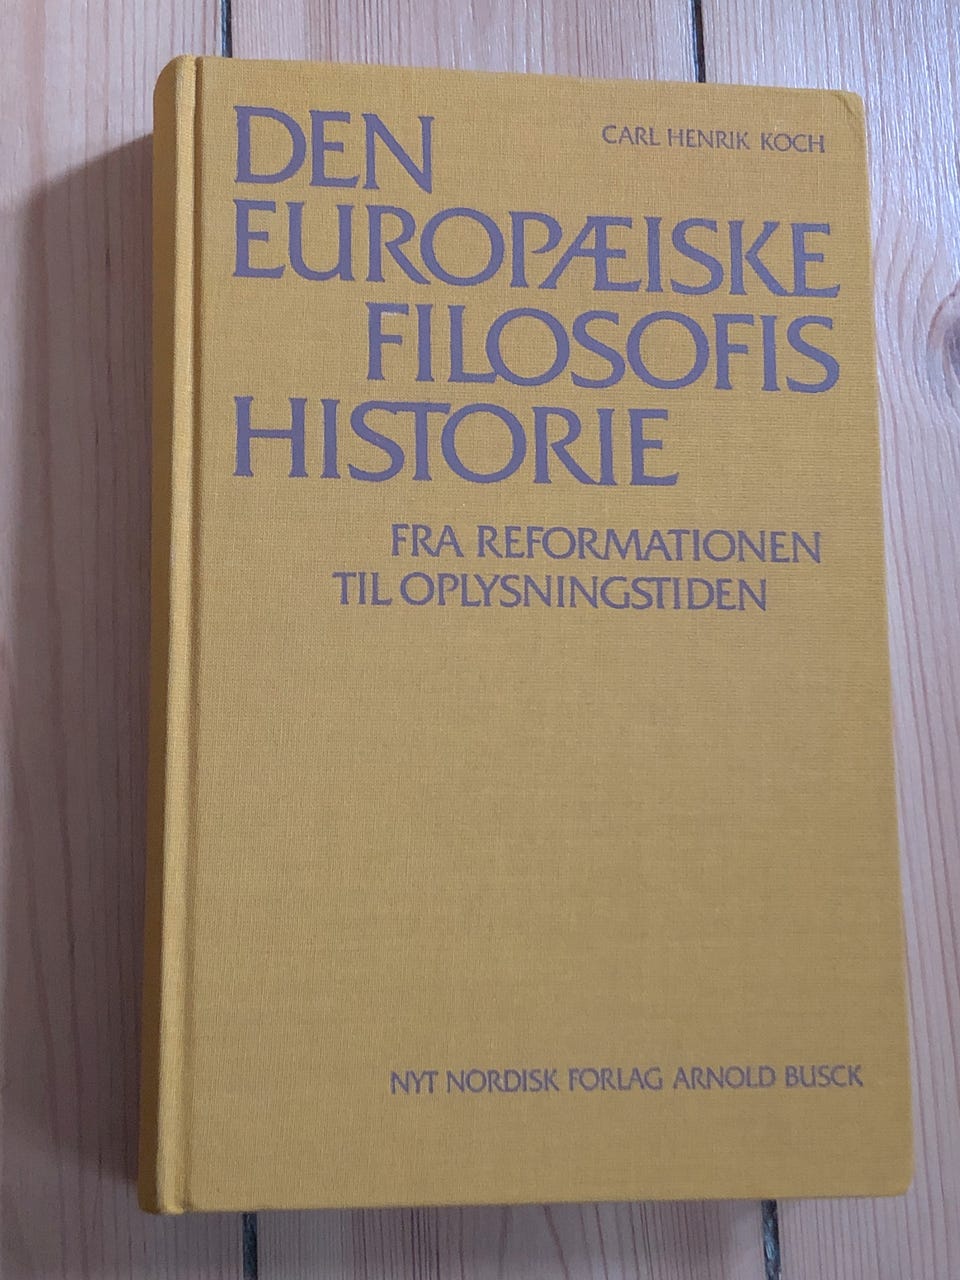 CARL HENRIK KOCH
DEN
EUROPÆISKE
FILOSOFIS
HISTORIE
FRA REFORMATIONEN
TIL OPLYSNINGSTIDEN
NYT NORDISK FORLAG ARNOLD BUSCK